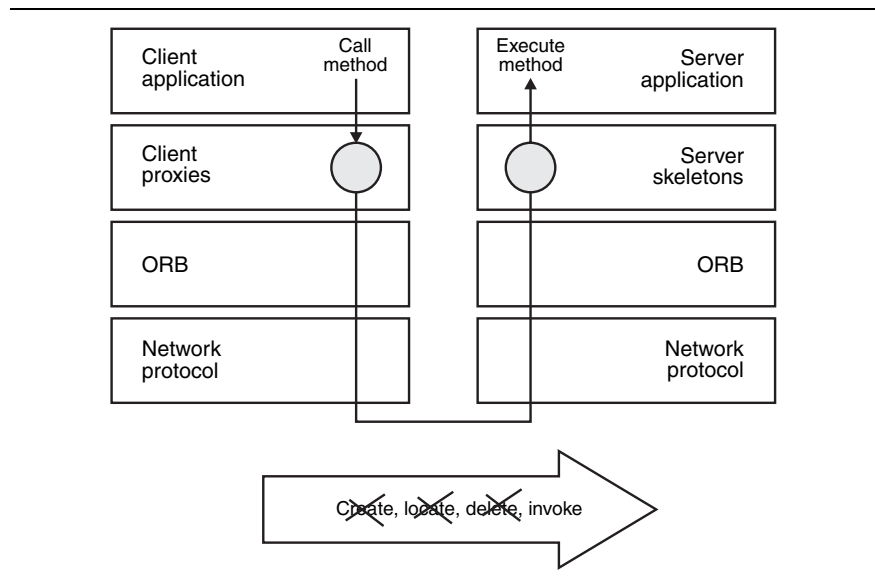 Client
application
Call
method
Execute
method
Server
application
Client
proxies
Server
skeletons
ORB
ORB
Network
protocol
Network
protocol
Create, locate, delete, invoke